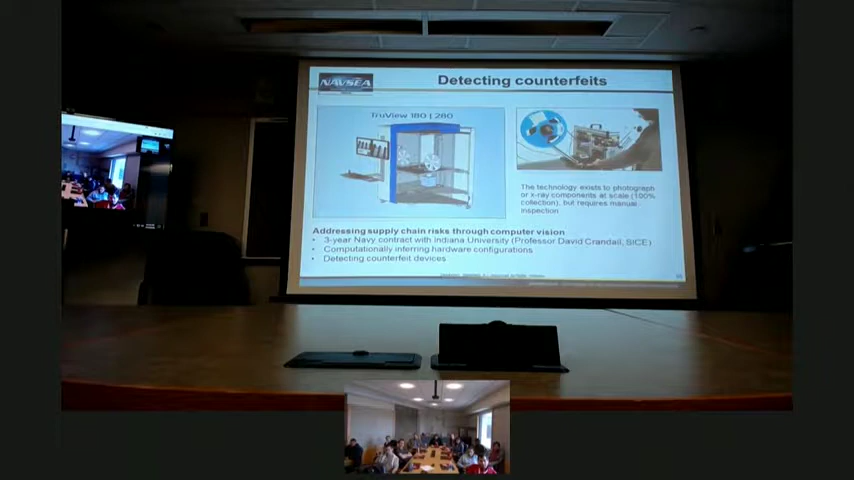 NAVSEA
Detecting counterfeits
TruView 180 | 280
The technology exists to photograph
or x-ray components at scale (100%
collection), but requires manual
inspection
Addressing supply chain risks through computer vision
• 3-year Navy contract with Indiana University (Professor David Crandall, SICE)
• Computationally inferring hardware configurations
• Detecting counterfeit devices